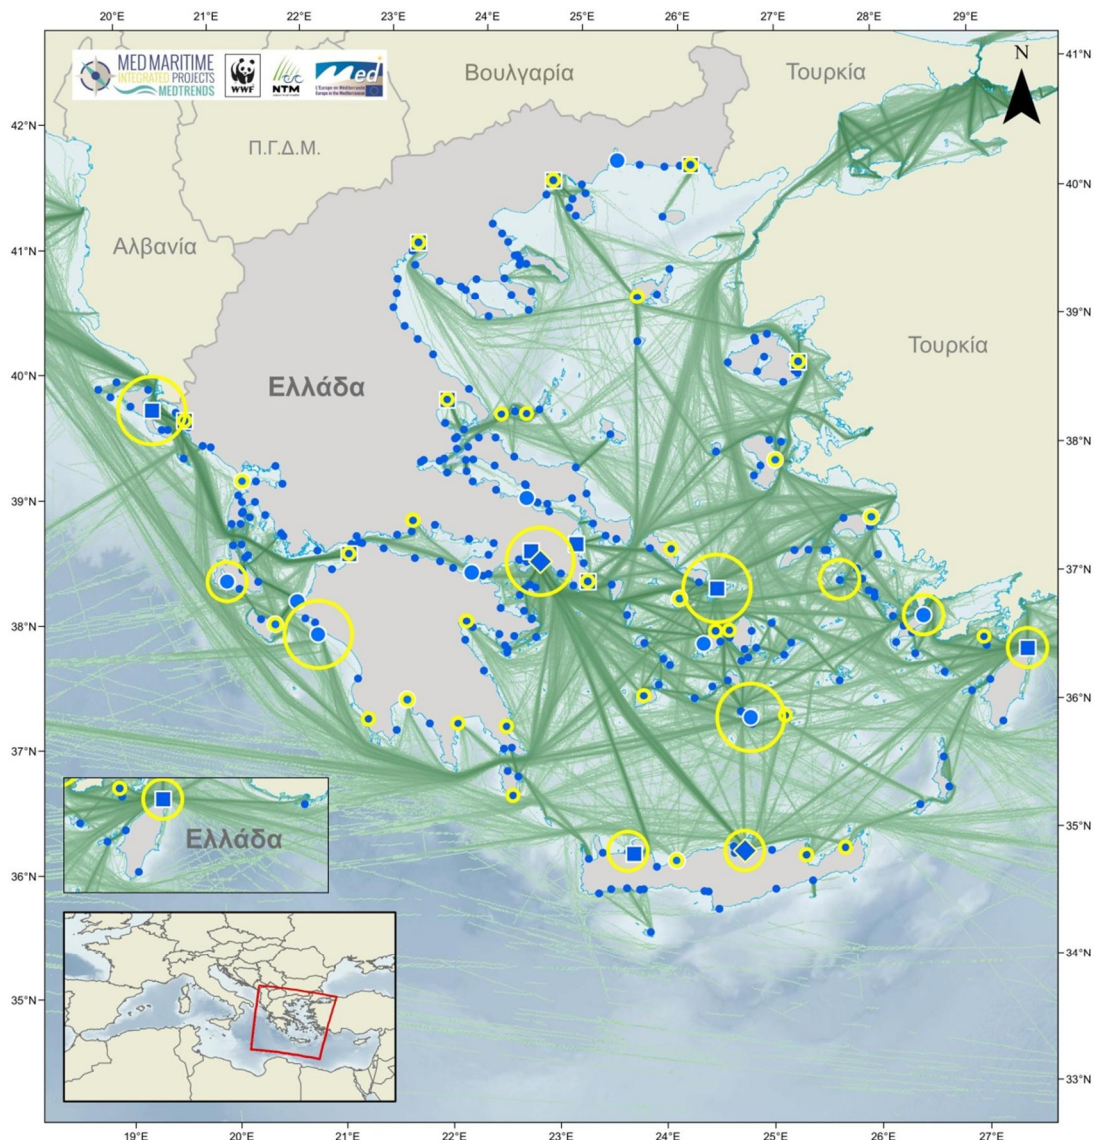 20°E 21°E 22°E 23°E 24°E 25°E 26°E 27°E 28°E 29°E
41°N
N
MED MARITIME
INTEGRATED PROJECTS
MEDTRENDS
WWF
NTM
Med
L'Europe en Méditerranée
Europe in the Mediterranean
Βουλγαρία
Τουρκία
42°N
Π.Γ.Δ.Μ.
40°N
Αλβανία
41°N
39°N
Τουρκία
40°N
Ελλάδα
38°N
39°N
37°N
38°N
36°N
37°N
Ελλάδα
35°N
36°N
34°N
35°N
33°N
19°E 20°E 21°E 22°E 23°E 24°E 25°E 26°E 27°E